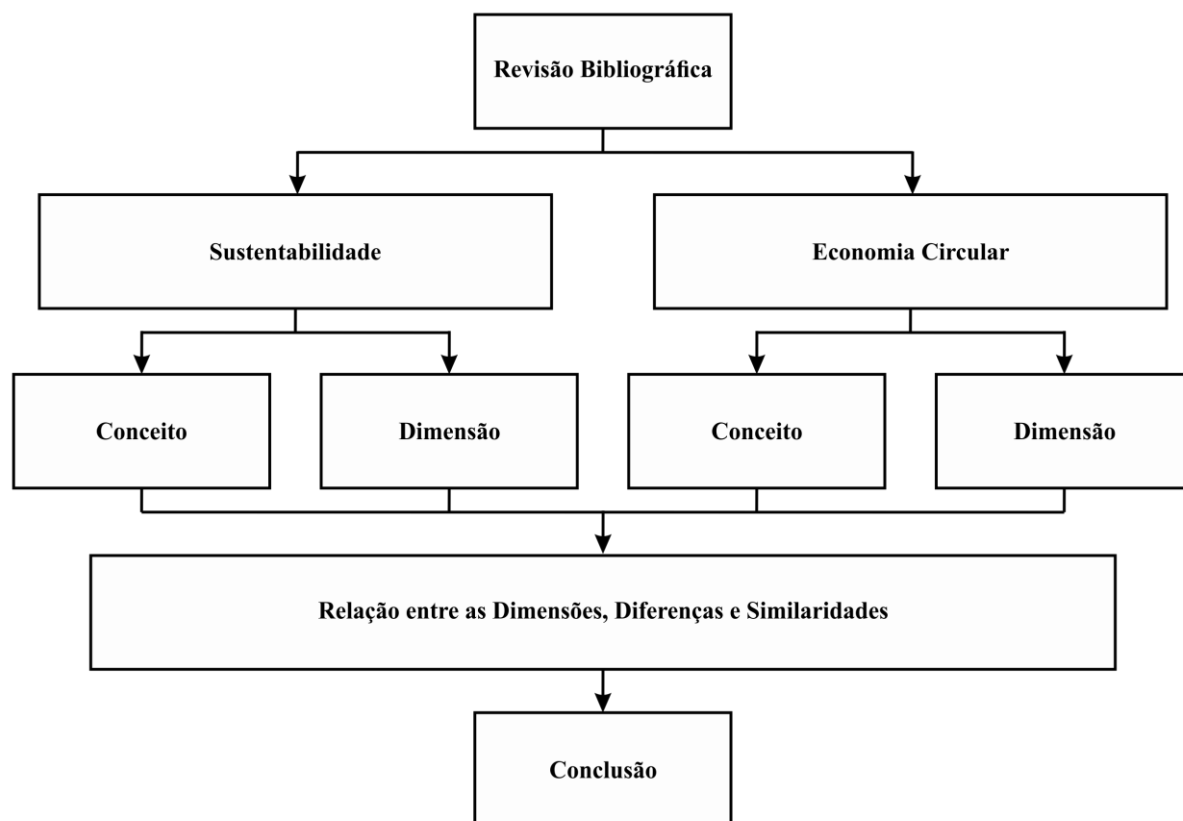 Revisão Bibliográfica
Sustentabilidade
Economia Circular
Conceito
Dimensão
Conceito
Dimensão
Relação entre as Dimensões, Diferenças e Similaridades
Conclusão